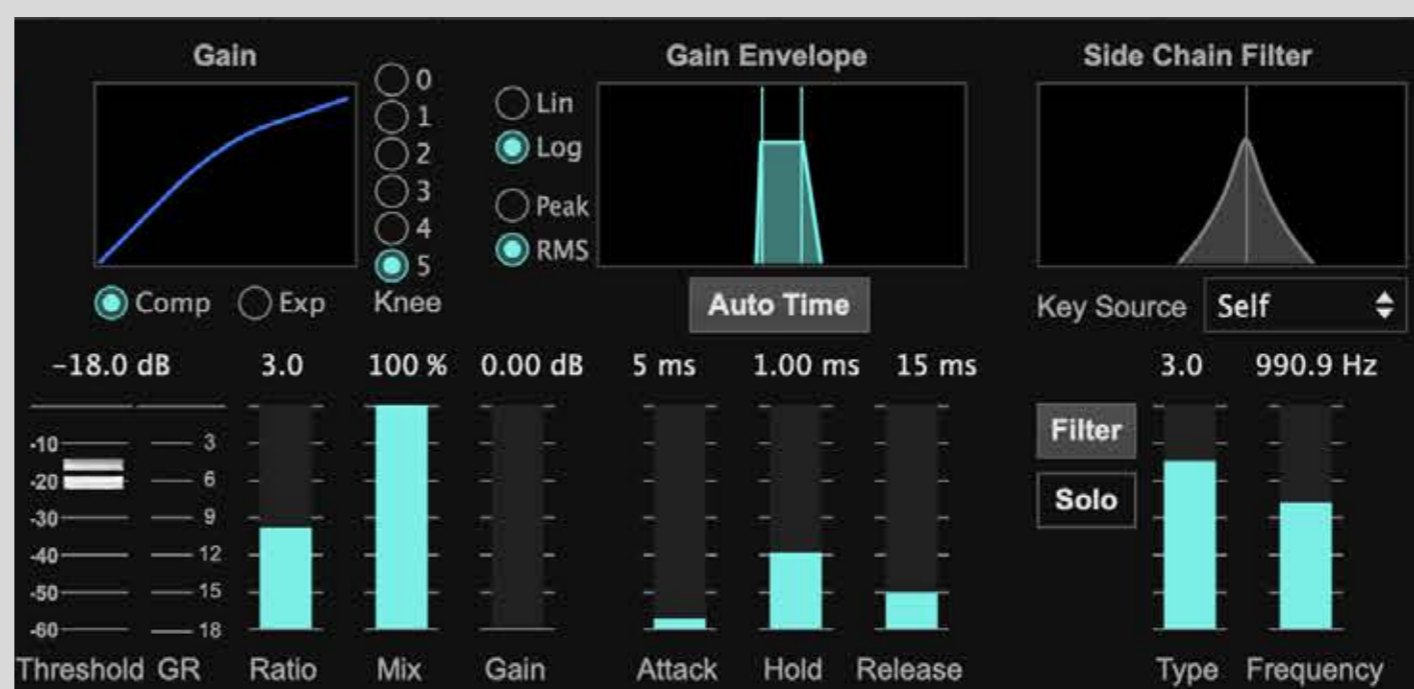 Gain
0
1
2
3
4
5
Knee
Comp Exp
Gain Envelope
Lin
Log
Peak
RMS
Auto Time
Side Chain Filter
Key Source Self
-18.0 dB 3.0 100 % 0.00 dB 5 ms 1.00 ms 15 ms 3.0 990.9 Hz
-10 3
-20 6
-30 9
-40 12
-50 15
-60 18
Filter
Solo
Threshold GR Ratio Mix Gain Attack Hold Release Type Frequency